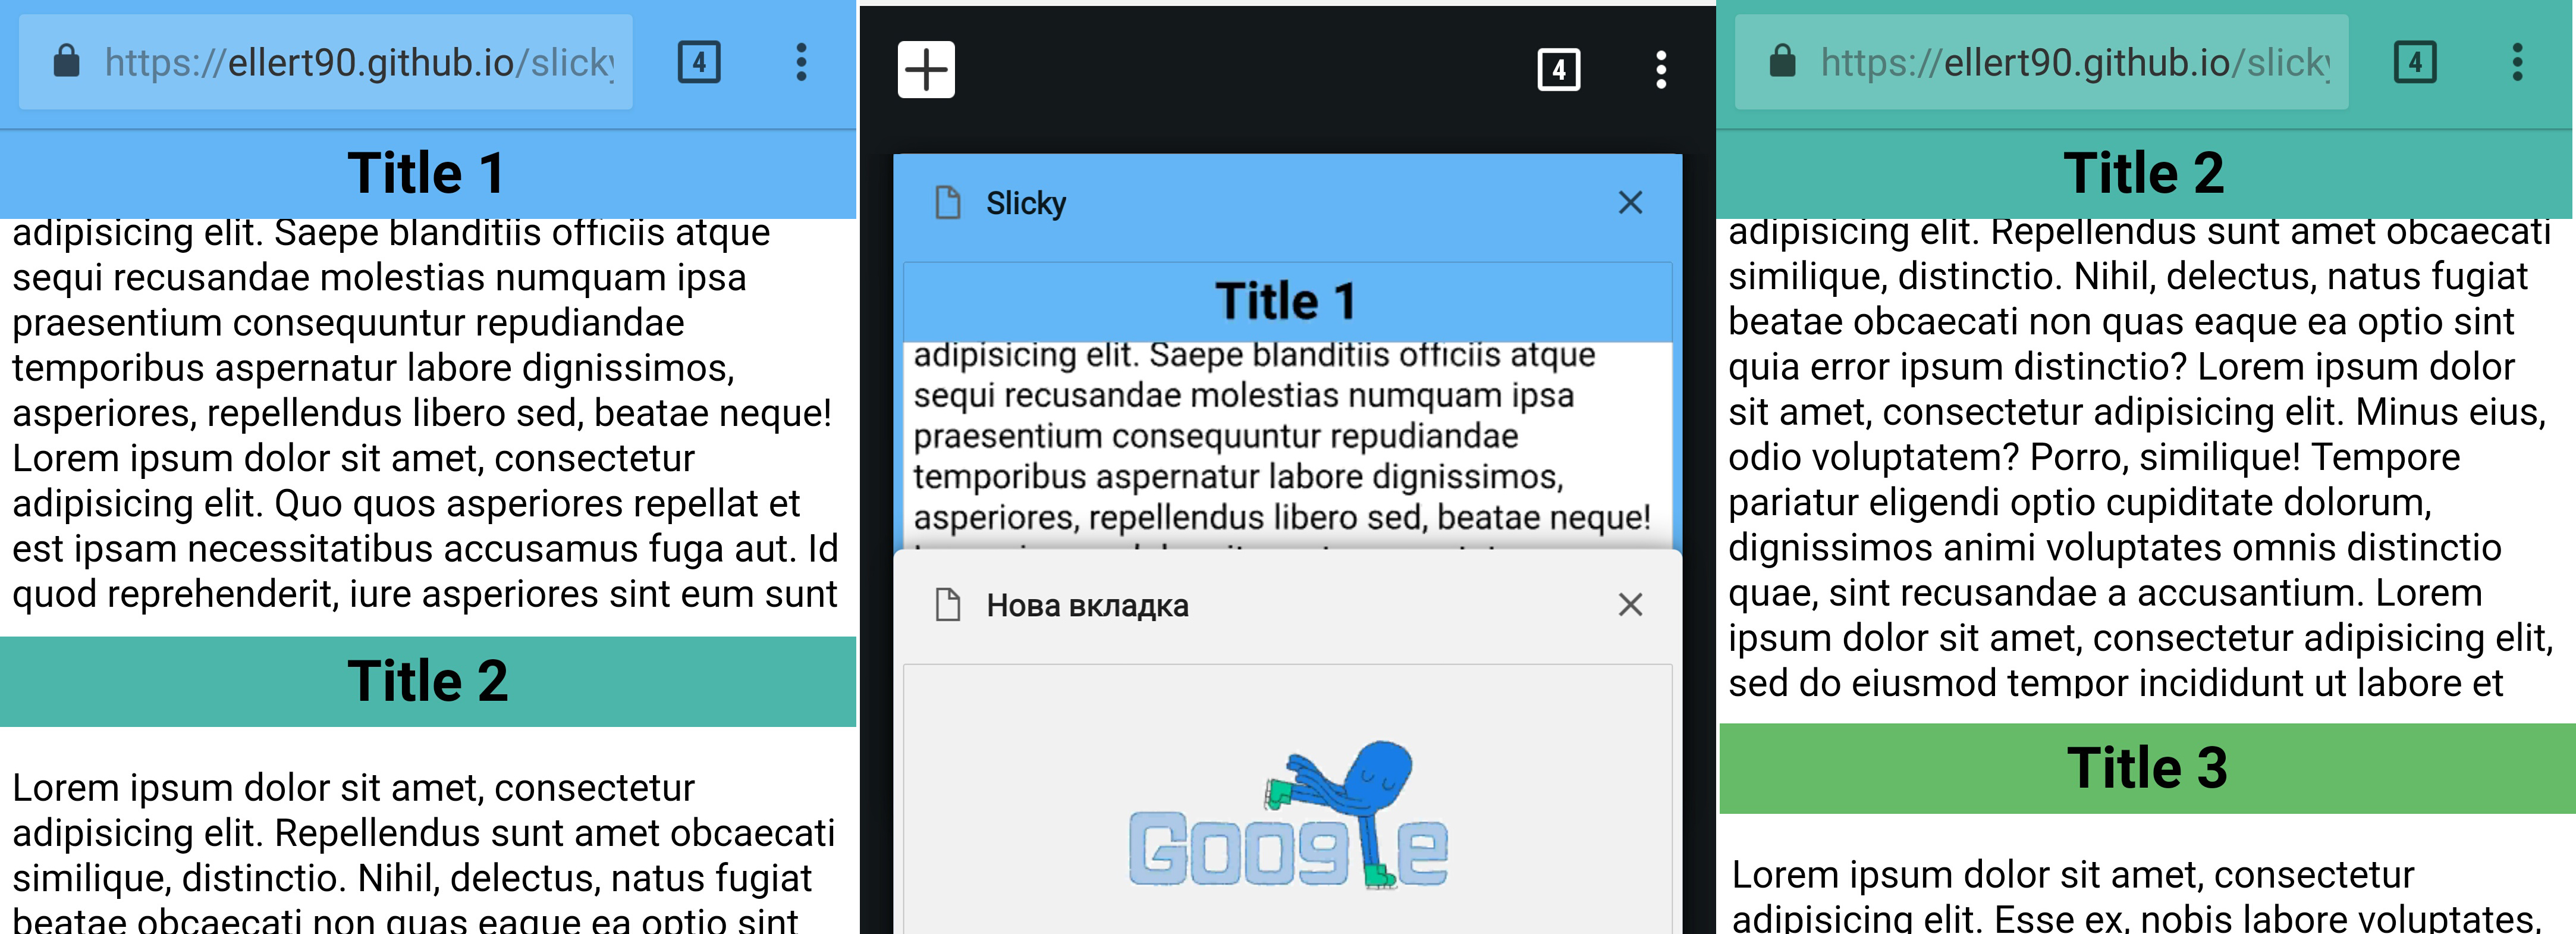 https://ellert90.github.io/slicky
4
Title 1
adipisicing elit. Saepe blanditiis officiis atque
sequi recusandae molestias numquam ipsa
praesentium consequuntur repudiandae
temporibus aspernatur labore dignissimos,
asperiores, repellendus libero sed, beatae neque!
Lorem ipsum dolor sit amet, consectetur
adipisicing elit. Quo quos asperiores repellat et
est ipsam necessitatibus accusamus fuga aut. Id
quod reprehenderit, iure asperiores sint eum sunt
Title 2
Lorem ipsum dolor sit amet, consectetur
adipisicing elit. Repellendus sunt amet obcaecati
similique, distinctio. Nihil, delectus, natus fugiat
beatae obcaecati non quas eaque ea optio sint
4
Slicky
Title 1
adipisicing elit. Saepe blanditiis officiis atque
sequi recusandae molestias numquam ipsa
praesentium consequuntur repudiandae
temporibus aspernatur labore dignissimos,
asperiores, repellendus libero sed, beatae neque!
Нова вкладка
Google
https://ellert90.github.io/slicky
4
Title 2
adipisicing elit. Repellendus sunt amet obcaecati
similique, distinctio. Nihil, delectus, natus fugiat
beatae obcaecati non quas eaque ea optio sint
quia error ipsum distinctio? Lorem ipsum dolor
sit amet, consectetur adipisicing elit. Minus eius,
odio voluptatem? Porro, similique! Tempore
pariatur eligendi optio cupiditate dolorum,
dignissimos animi voluptates omnis distinctio
quae, sint recusandae a accusantium. Lorem
ipsum dolor sit amet, consectetur adipisicing elit,
sed do eiusmod tempor incididunt ut labore et
Title 3
Lorem ipsum dolor sit amet, consectetur
adipisicing elit. Esse ex, nobis labore voluptates,